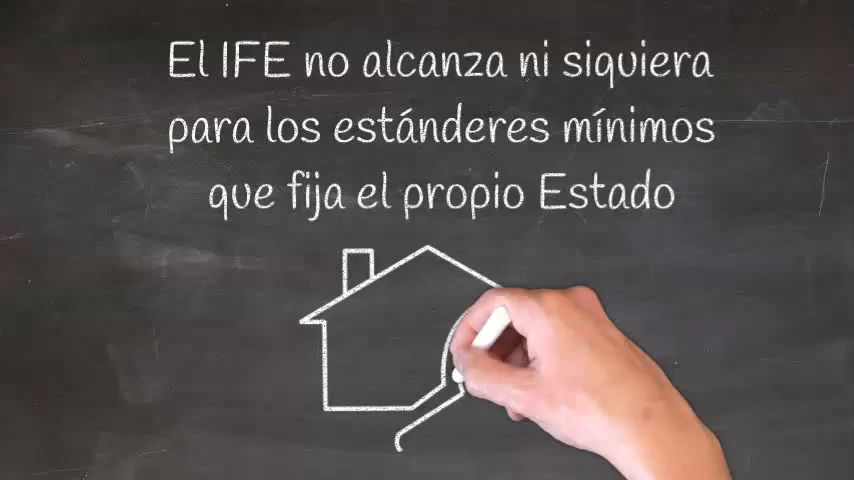 El IFE no alcanza ni siquiera
para los estánderes mínimos
que fija el propio Estado